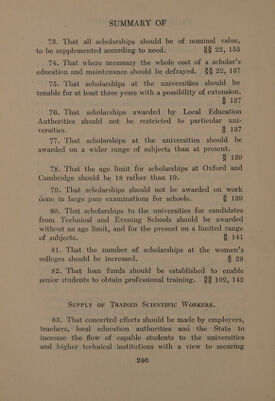 SUMMARY OF
73. That all scholarships should be of nominal value,
to be supplemented according to need. §§ 22, 135
74. That where necessary the whole cost of a scholar's
education and maintenance should be defrayed. §§ 22, 137
75. That scholarships at the universities should be
tenable for at least three years with a possibility of extension.
§ 137
76. That scholarships awarded by Local Education
Authorities should not be restricted to particular uni-
versities. § 137
77. That scholarships at the universities should be
awarded on a wider range of subjects than at present.
§ 139
78. That the age limit for scholarships at Oxford and
Cambridge should be 18 rather than 19.
79. That scholarships should not be awarded on work
done in large pass examinations for schools. § 139
80. That scholarships to the universities for candidates
from Technical and Evening Schools should be awarded
without an age limit, and for the present on a limited range
of subjects. § 141
81. That the number of scholarships at the women's
colleges should be increased. § 28
82. That loan funds should be established to enable
senior students to obtain professional training. §§ 102, 142
SUPPLY OF TRAINED SCIENTIFIC WORKERS.
83. That concerted efforts should be made by employers,
teachers, local education authorities and the State to
increase the flow of capable students to the universities
and higher technical institutions with a view to securing
246